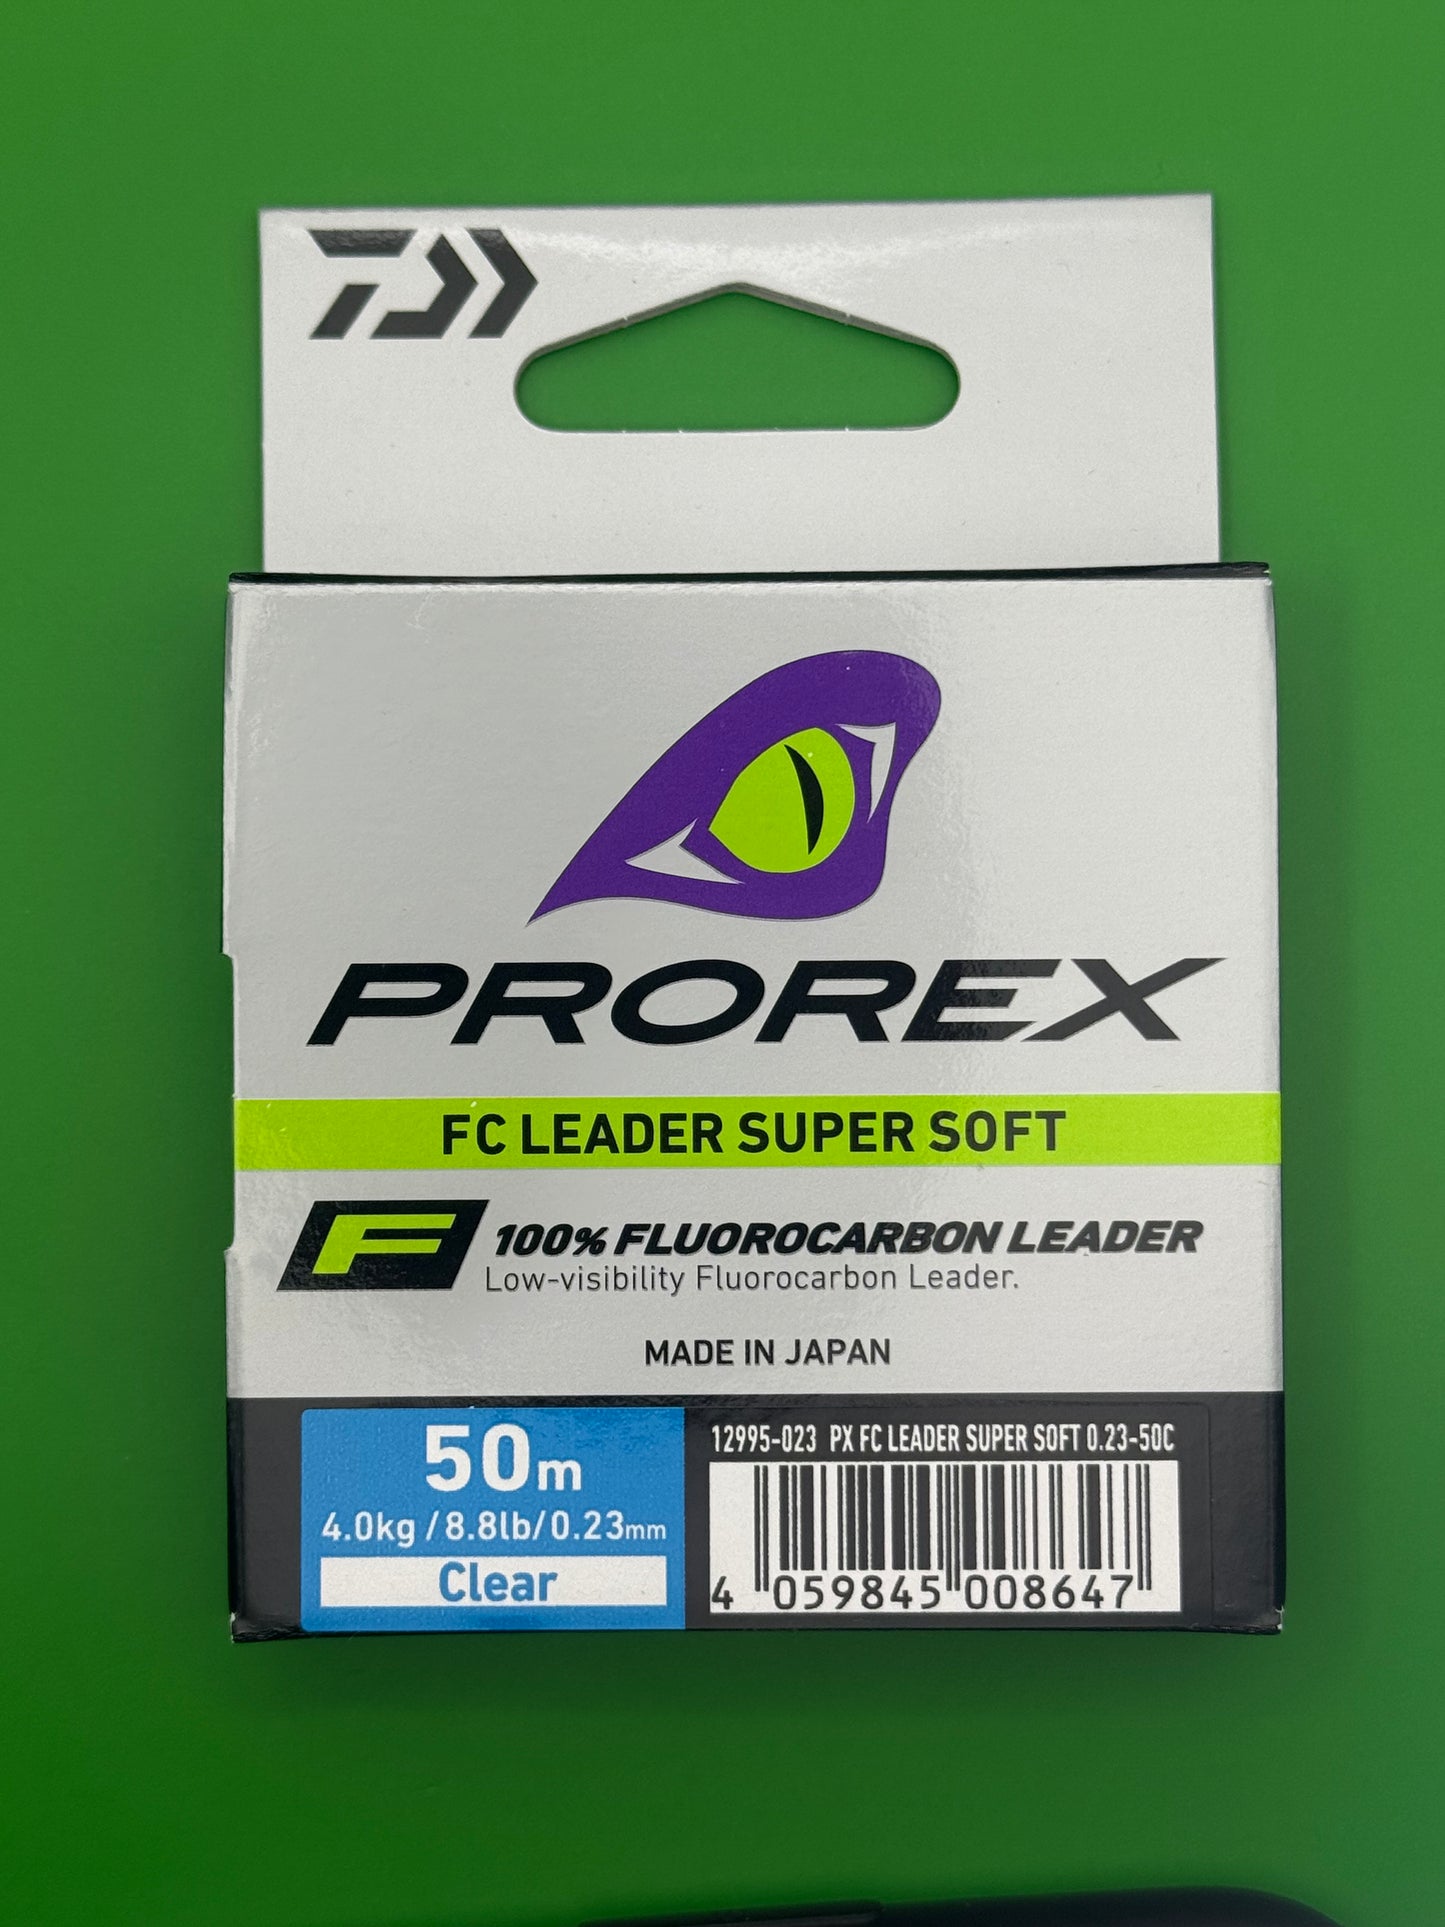 PROREX
FC LEADER SUPER SOFT
F 100% FLUOROCARBON LEADER
Low-visibility Fluorocarbon Leader.
MADE IN JAPAN
50m
4.0kg / 8.8lb/0.23mm
Clear
12995-023 PX FC LEADER SUPER SOFT 0.23-50C
4 059845 008647